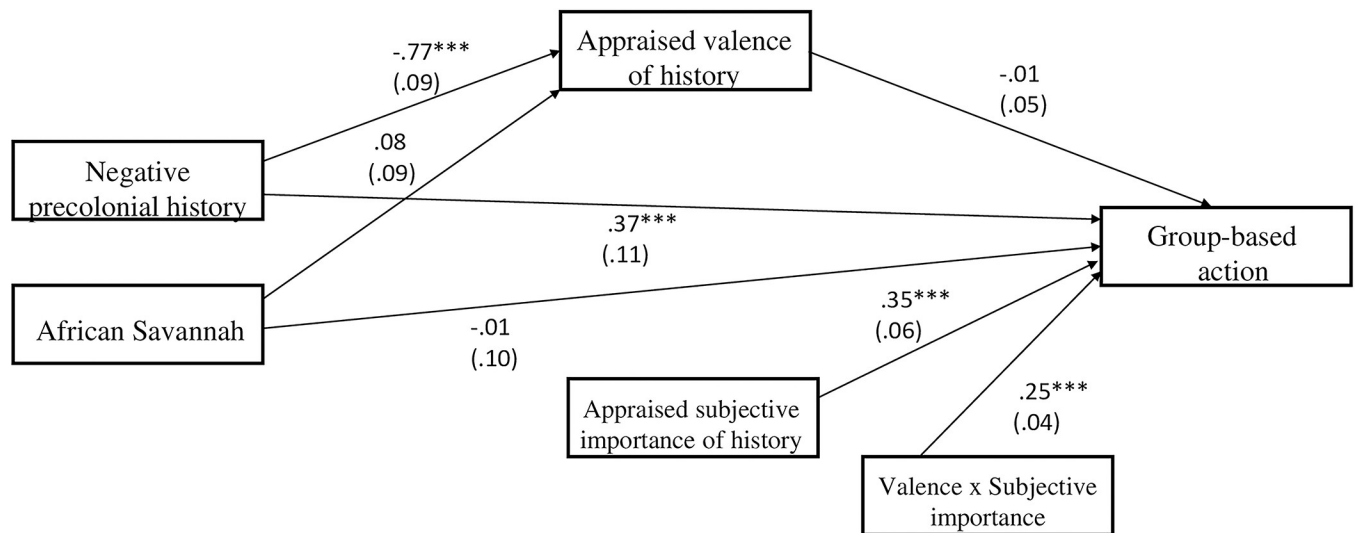 Appraised valence
of history
-.77***
(.09)
-.01
(.05)
.08
(.09)
Negative
precolonial history
.37***
(.11)
Group-based
action
African Savannah
-.01
(.10)
.35***
(.06)
Appraised subjective
importance of history
.25***
(.04)
Valence x Subjective
importance